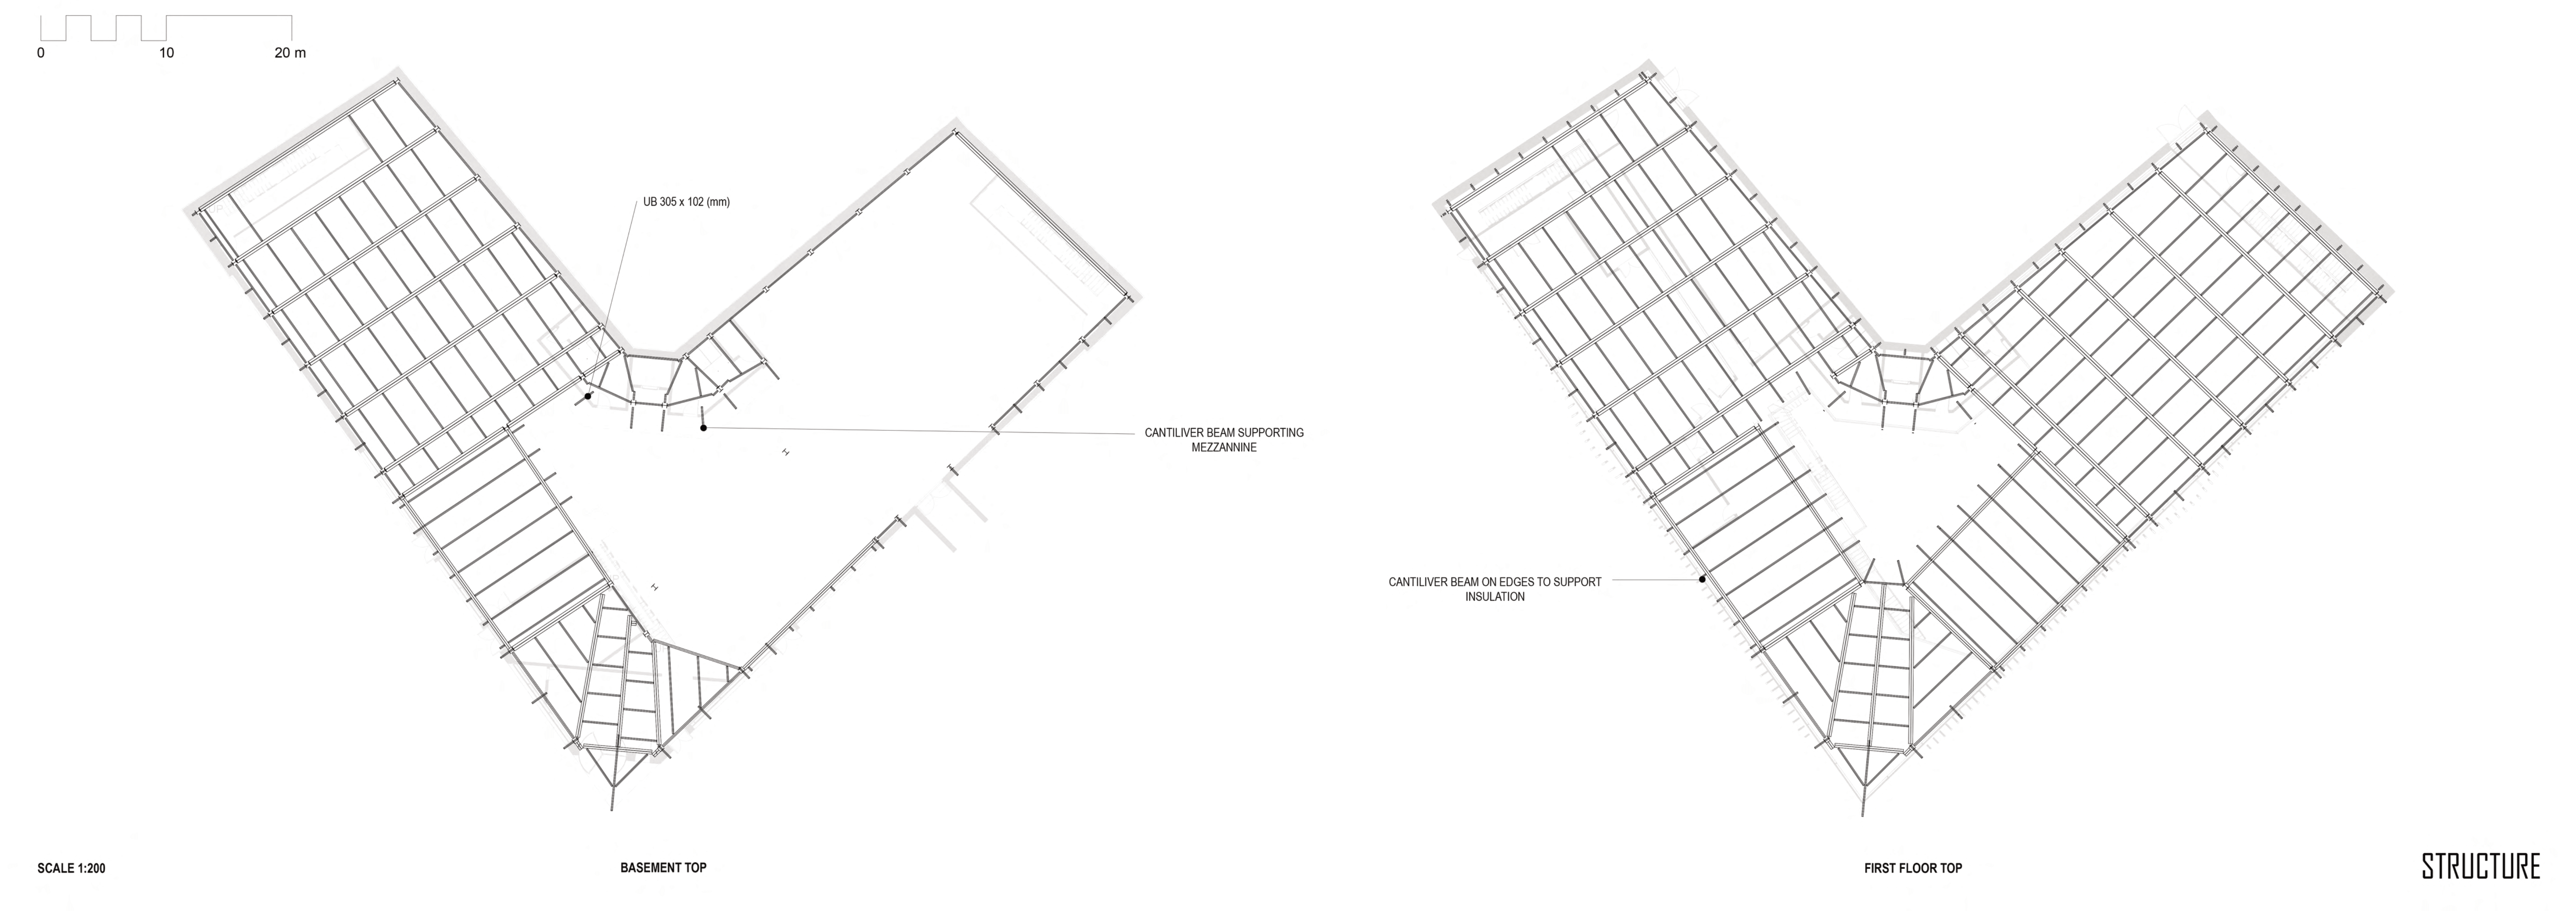 0 10 20 m
UB 305 x 102 (mm)
CANTILIVER BEAM SUPPORTING
MEZZANNINE
CANTILIVER BEAM ON EDGES TO SUPPORT
INSULATION
SCALE 1:200
BASEMENT TOP
FIRST FLOOR TOP
STRUCTURE